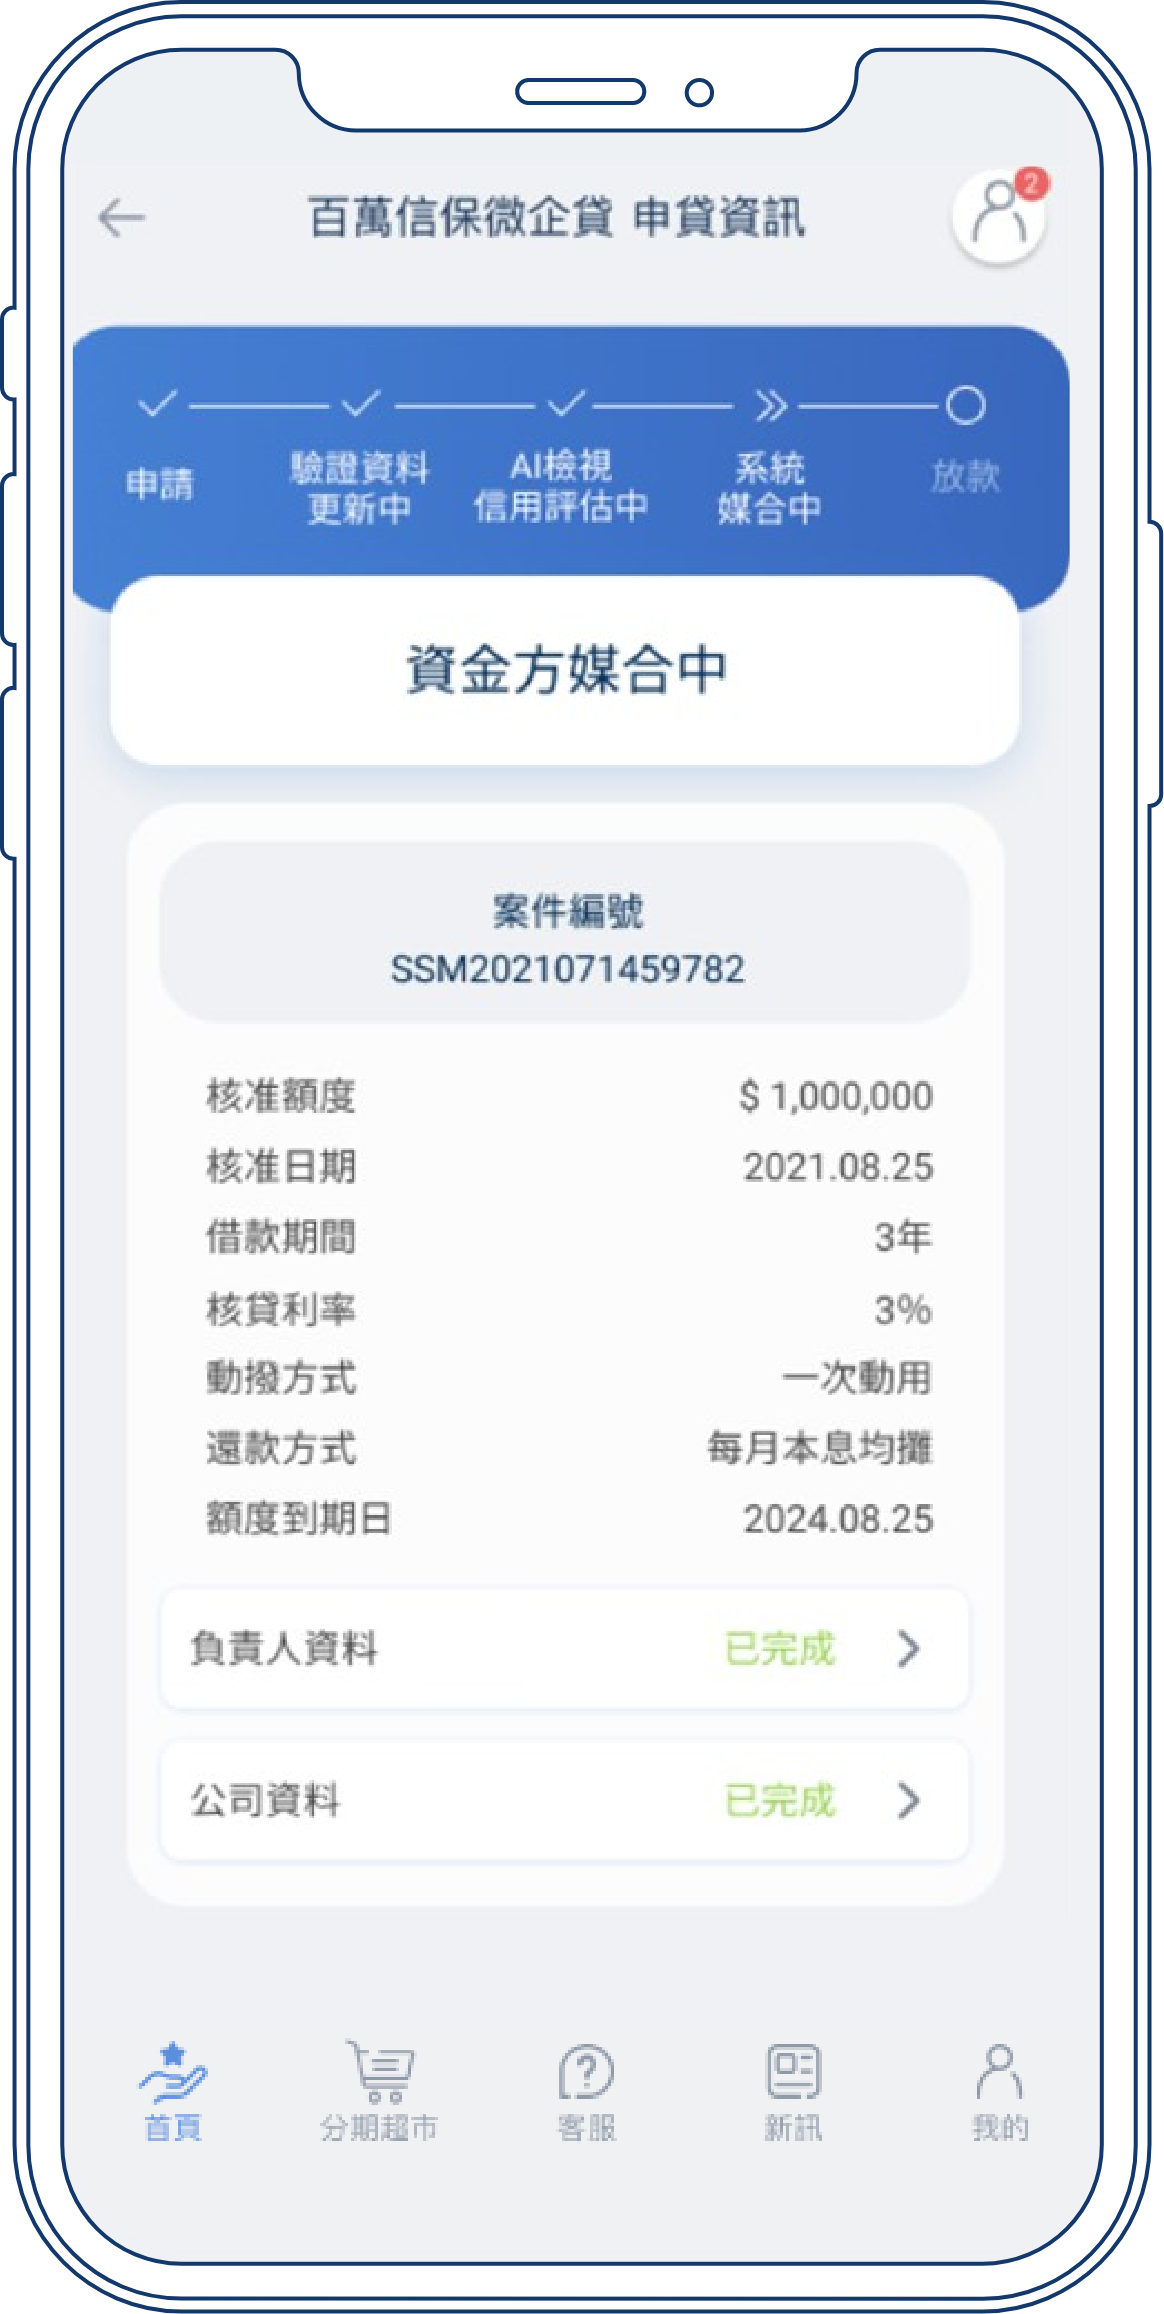 百萬信保微企貸 申貸資訊
2
申請
驗證資料
更新中
AI檢視
信用評估中
系統
媒合中
放款
資金方媒合中
案件編號
SSM2021071459782
核准額度 $ 1,000,000
核准日期 2021.08.25
借款期間 3年
核貸利率 3%
動撥方式 一次動用
還款方式 每月本息均攤
額度到期日 2024.08.25
負責人資料 已完成
公司資料 已完成
首頁 分期超市 客服 新訊 我的